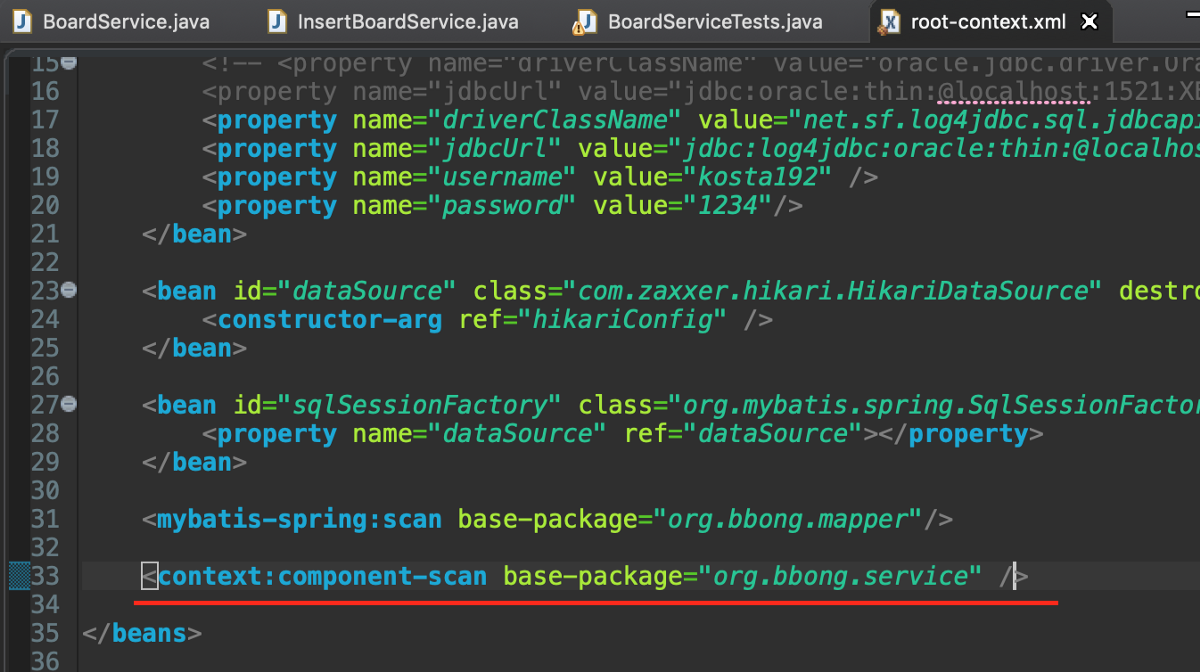 BoardService.java InsertBoardService.java BoardServiceTests.java root-context.xml
15 <!-- <property name="driverClassName" value="oracle.jdbc.driver.Ora
16 <property name="jdbcUrl" value="jdbc:oracle:thin:@localhost:1521:XE
17 <property name="driverClassName" value="net.sf.log4jdbc.sql.jdbcapi
18 <property name="jdbcUrl" value="jdbc:log4jdbc:oracle:thin:@localhos
19 <property name="username" value="kosta192" />
20 <property name="password" value="1234"/>
21 </bean>
22
23 <bean id="dataSource" class="com.zaxxer.hikari.HikariDataSource" destro
24 <constructor-arg ref="hikariConfig" />
25 </bean>
26
27 <bean id="sqlSessionFactory" class="org.mybatis.spring.SqlSessionFactor
28 <property name="dataSource" ref="dataSource"></property>
29 </bean>
30
31 <mybatis-spring:scan base-package="org.bbong.mapper"/>
32
33 <context:component-scan base-package="org.bbong.service" />
34
35 </beans>
36